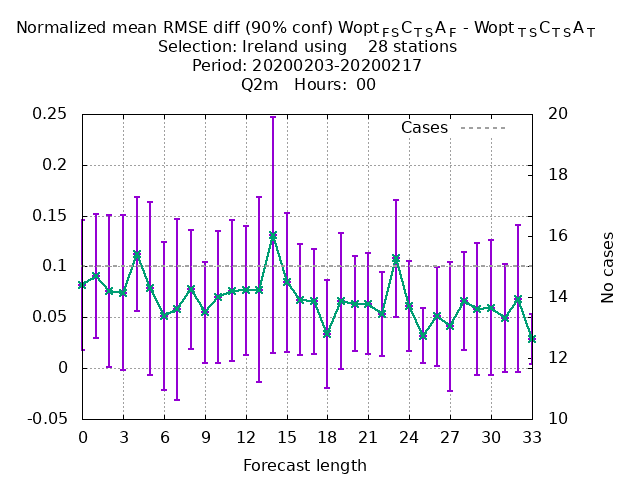 Normalized mean RMSE diff (90% conf) Wopt FS C TS A F - Wopt TS C TS A T
Selection: Ireland using 28 stations
Period: 20200203-20200217
Q2m Hours: 00
0.25 20
Cases
0.2 18
0.15 16
0.1 14
0.05 12
0
-0.05 10
No cases
0 3 6 9 12 15 18 21 24 27 30 33
Forecast length